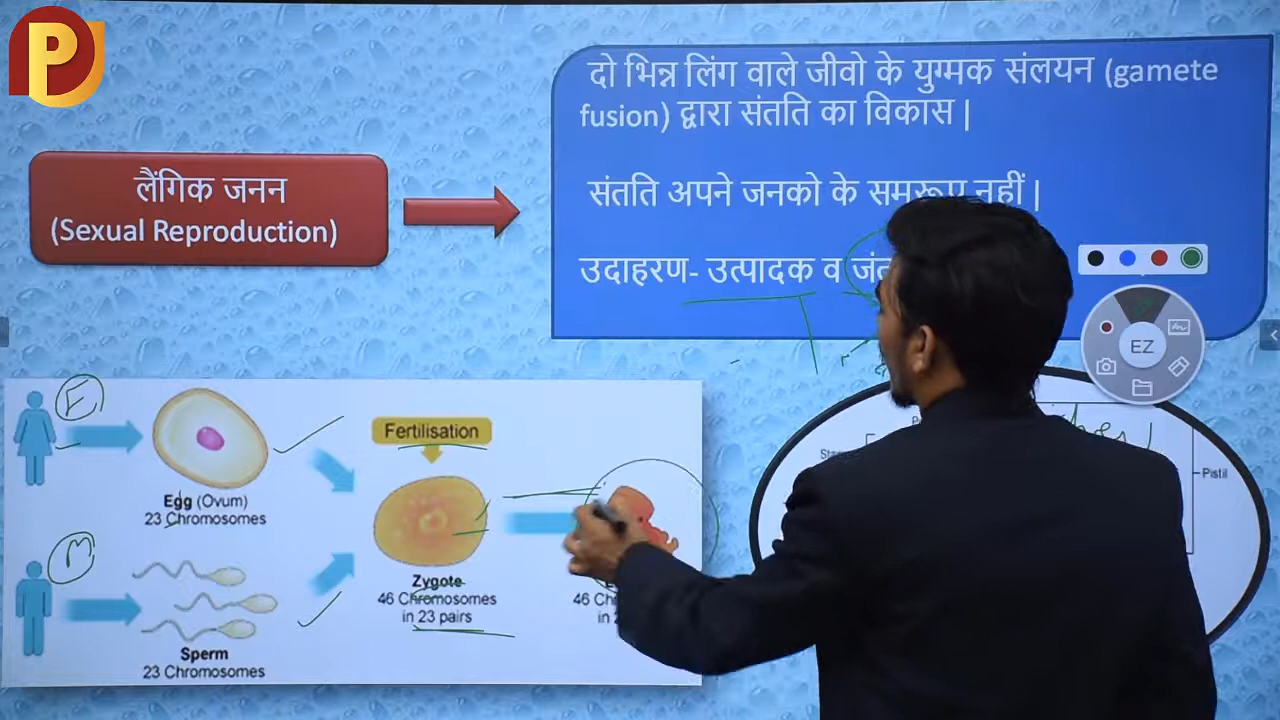 P
लैंगिक जनन
(Sexual Reproduction)
दो भिन्न लिंग वाले जीवो के युग्मक संलयन (gamete
fusion) द्वारा संतति का विकास |
संतति अपने जनको के समरूप नहीं |
उदाहरण- उत्पादक व
EZ
F
Egg (Ovum)
23 Chromosomes
M
Sperm
23 Chromosomes
Fertilisation
Zygote
46 Chromosomes
in 23 pairs
46
in
Pistil